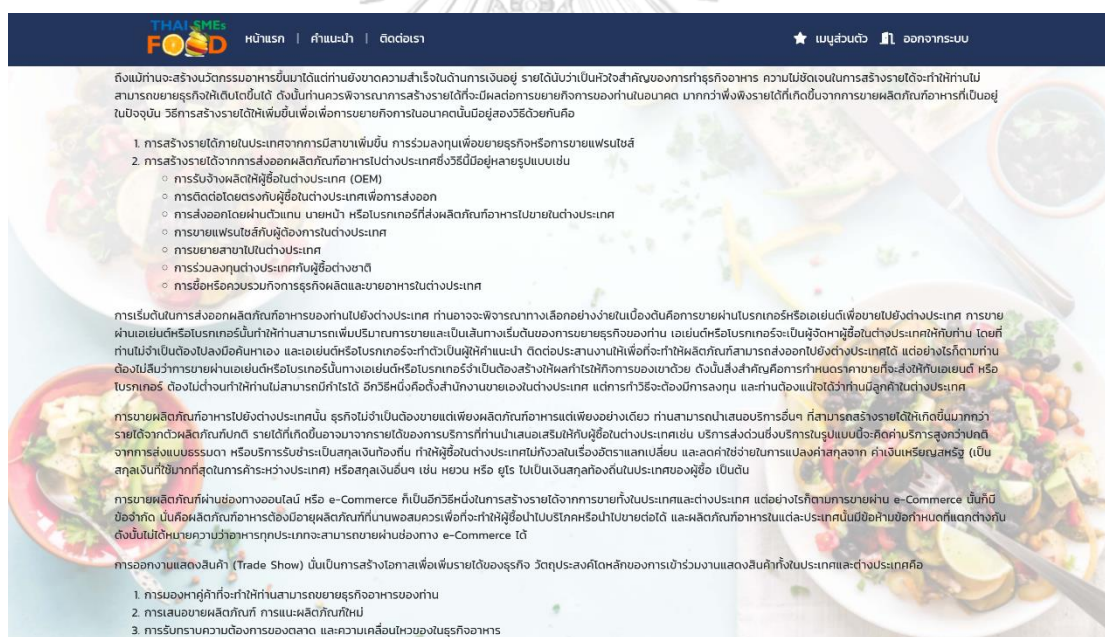 THAI SMEs
FOOD
หน้าแรก | คำแนะนำ | ติดต่อเรา
เมนูส่วนตัว ออกจากระบบ
ถึงแม้ท่านจะสร้างนวัตกรรมอาหารขึ้นมาได้แต่ท่านยังขาดความสำเร็จในด้านการเงินอยู่ รายได้นับว่าเป็นหัวใจสำคัญของการทำธุรกิจอาหาร ความไม่ชัดเจนในการสร้างรายได้จะทำให้ท่านไม่
สามารถขยายธุรกิจให้เติบโตขึ้นได้ ดังนั้นท่านควรพิจารณาการสร้างรายได้ที่จะมีผลต่อการขยายกิจการของท่านในอนาคต มากกว่าพึ่งพิงรายได้ที่เกิดขึ้นจากการขายผลิตภัณฑ์อาหารที่เป็นอยู่
ในปัจจุบัน วิธีการสร้างรายได้ให้เพิ่มขึ้นเพื่อเพื่อการขยายกิจการในอนาคตนั้นมีอยู่สองวิธีด้วยกันคือ
1. การสร้างรายได้ภายในประเทศจากการมีสาขาเพิ่มขึ้น การร่วมลงทุนเพื่อขยายธุรกิจหรือการขายแฟรนไชส์
2. การสร้างรายได้จากการส่งออกผลิตภัณฑ์อาหารไปต่างประเทศซึ่งวิธีนี้มีอยู่หลายรูปแบบเช่น
○ การรับจ้างผลิตให้ผู้ซื้อในต่างประเทศ (OEM)
○ การติดต่อโดยตรงกับผู้ซื้อในต่างประเทศเพื่อการส่งออก
○ การส่งออกโดยผ่านตัวแทน นายหน้า หรือโบรกเกอร์ที่ส่งผลิตภัณฑ์อาหารไปขายในต่างประเทศ
○ การขายแฟรนไชส์กับผู้ต้องการในต่างประเทศ
○ การขยายสาขาไปในต่างประเทศ
○ การร่วมลงทุนต่างประเทศกับผู้ซื้อต่างชาติ
○ การซื้อหรือควบรวมกิจการธุรกิจผลิตและขายอาหารในต่างประเทศ
การเริ่มต้นในการส่งออกผลิตภัณฑ์อาหารของท่านไปยังต่างประเทศ ท่านอาจจะพิจารณาทางเลือกอย่างง่ายในเบื้องต้นคือการขายผ่านโบรกเกอร์หรือเอเย่นต์เพื่อขายไปยังต่างประเทศ การขาย
ผ่านเอเย่นต์หรือโบรกเกอร์นั้นทำให้ท่านสามารถเพิ่มปริมาณการขายและเป็นเส้นทางเริ่มต้นของการขยายธุรกิจของท่าน เอเย่นต์หรือโบรกเกอร์จะเป็นผู้จัดหาผู้ซื้อในต่างประเทศให้กับท่าน โดยที่
ท่านไม่จำเป็นต้องไปลงมือค้นหาเอง และเอเย่นต์หรือโบรกเกอร์จะทำตัวเป็นผู้ให้คำแนะนำ ติดต่อประสานงานให้เพื่อที่จะทำให้ผลิตภัณฑ์สามารถส่งออกไปยังต่างประเทศได้ แต่อย่างไรก็ตามท่าน
ต้องไม่ลืมว่าการขายผ่านเอเย่นต์หรือโบรกเกอร์นั้นทางเอเย่นต์หรือโบรกเกอร์จำเป็นต้องสร้างให้ผลกำไรให้กิจการของเขาด้วย ดังนั้นสิ่งสำคัญคือการกำหนดราคาขายที่จะส่งให้กับเอเยนต์ หรือ
โบรกเกอร์ ต้องไม่ต่ำจนทำให้ท่านไม่สามารถมีกำไรได้ อีกวิธีหนึ่งคือตั้งสำนักงานขายเองในต่างประเทศ แต่การทำวิธีจะต้องมีการลงทุน และท่านต้องแน่ใจได้ว่าท่านมีลูกค้าในต่างประเทศ
การขายผลิตภัณฑ์อาหารไปยังต่างประเทศนั้น ธุรกิจไม่จำเป็นต้องขายแต่เพียงผลิตภัณฑ์อาหารแต่เพียงอย่างเดียว ท่านสามารถนำเสนอบริการอื่นๆ ที่สามารถสร้างรายได้ให้เกิดขึ้นมากกว่า
รายได้จากตัวผลิตภัณฑ์ปกติ รายได้ที่เกิดขึ้นอาจมาจากรายได้ของการบริการที่ท่านนำเสนอเสริมให้กับผู้ซื้อในต่างประเทศเช่น บริการส่งด่วนซึ่งบริการในรูปแบบนี้จะคิดค่าบริการสูงกว่าปกติ
จากการส่งแบบธรรมดา หรือบริการรับชำระเป็นสกุลเงินท้องถิ่น ทำให้ผู้ซื้อในต่างประเทศไม่กังวลในเรื่องอัตราแลกเปลี่ยน และลดค่าใช้จ่ายในการแปลงค่าสกุลจาก ค่าเงินเหรียญสหรัฐ (เป็น
สกุลเงินที่ใช้มากที่สุดในการค้าระหว่างประเทศ) หรือสกุลเงินอื่นๆ เช่น หยวน หรือ ยูโร ไปเป็นเงินสกุลท้องถิ่นในประเทศของผู้ซื้อ เป็นต้น
การขายผลิตภัณฑ์ผ่านช่องทางออนไลน์ หรือ e-Commerce ก็เป็นอีกวิธีหนึ่งในการสร้างรายได้จากการขายทั้งในประเทศและต่างประเทศ แต่อย่างไรก็ตามการขายผ่าน e-Commerce นั้นก็มี
ข้อจำกัด นั่นคือผลิตภัณฑ์อาหารต้องมีอายุผลิตภัณฑ์ที่นานพอสมควรเพื่อที่จะทำให้ผู้ซื้อนำไปบริโภคหรือนำไปขายต่อได้ และผลิตภัณฑ์อาหารในแต่ละประเทศนั้นมีข้อห้ามข้อกำหนดที่แตกต่างกัน
ดังนั้นไม่ได้หมายความว่าอาหารทุกประเภทจะสามารถขายผ่านช่องทาง e-Commerce ได้
การออกงานแสดงสินค้า (Trade Show) นั่นเป็นการสร้างโอกาสเพื่อเพิ่มรายได้ของธุรกิจ วัตถุประสงค์โดหลักของการเข้าร่วมงานแสดงสินค้าทั้งในประเทศและต่างประเทศคือ
1. การมองหาคู่ค้าที่จะทำให้ท่านสามารถขยายธุรกิจอาหารของท่าน
2. การเสนอขายผลิตภัณฑ์ การแนะผลิตภัณฑ์ใหม่
3. การรับทราบความต้องการของตลาด และความเคลื่อนไหวของในธุรกิจอาหาร